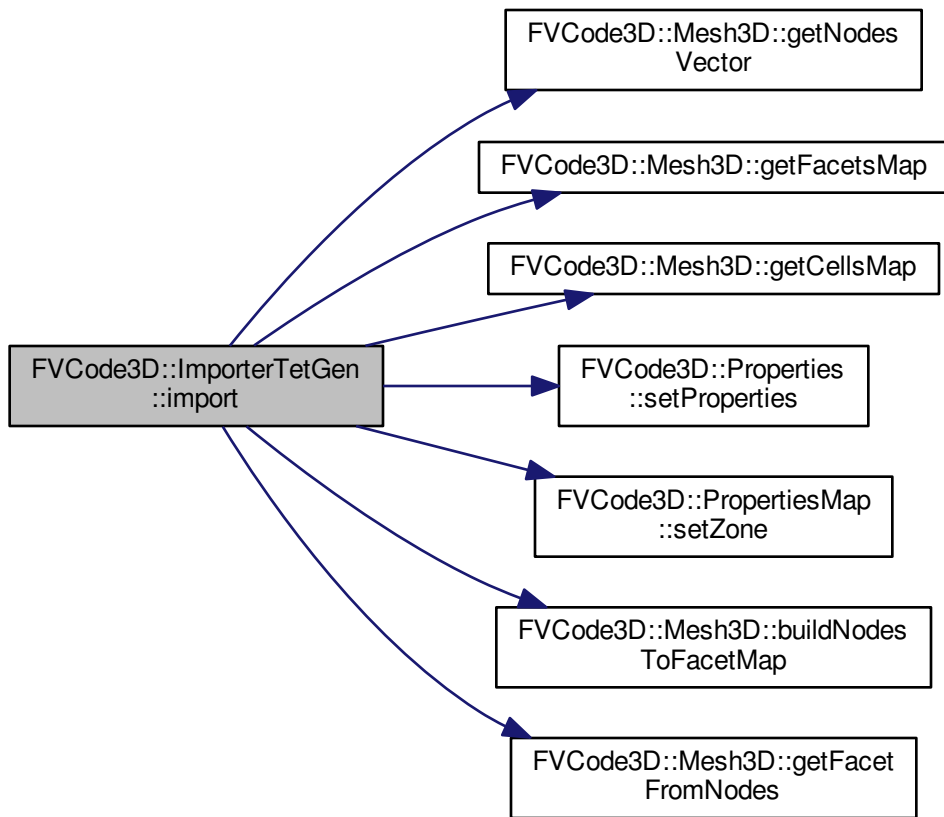 FVCode3D::Mesh3D::getNodes
Vector
FVCode3D::Mesh3D::getFacetsMap
FVCode3D::Mesh3D::getCellsMap
FVCode3D::ImporterTetGen
::import
FVCode3D::Properties
::setProperties
FVCode3D::PropertiesMap
::setZone
FVCode3D::Mesh3D::buildNodes
ToFacetMap
FVCode3D::Mesh3D::getFacet
FromNodes